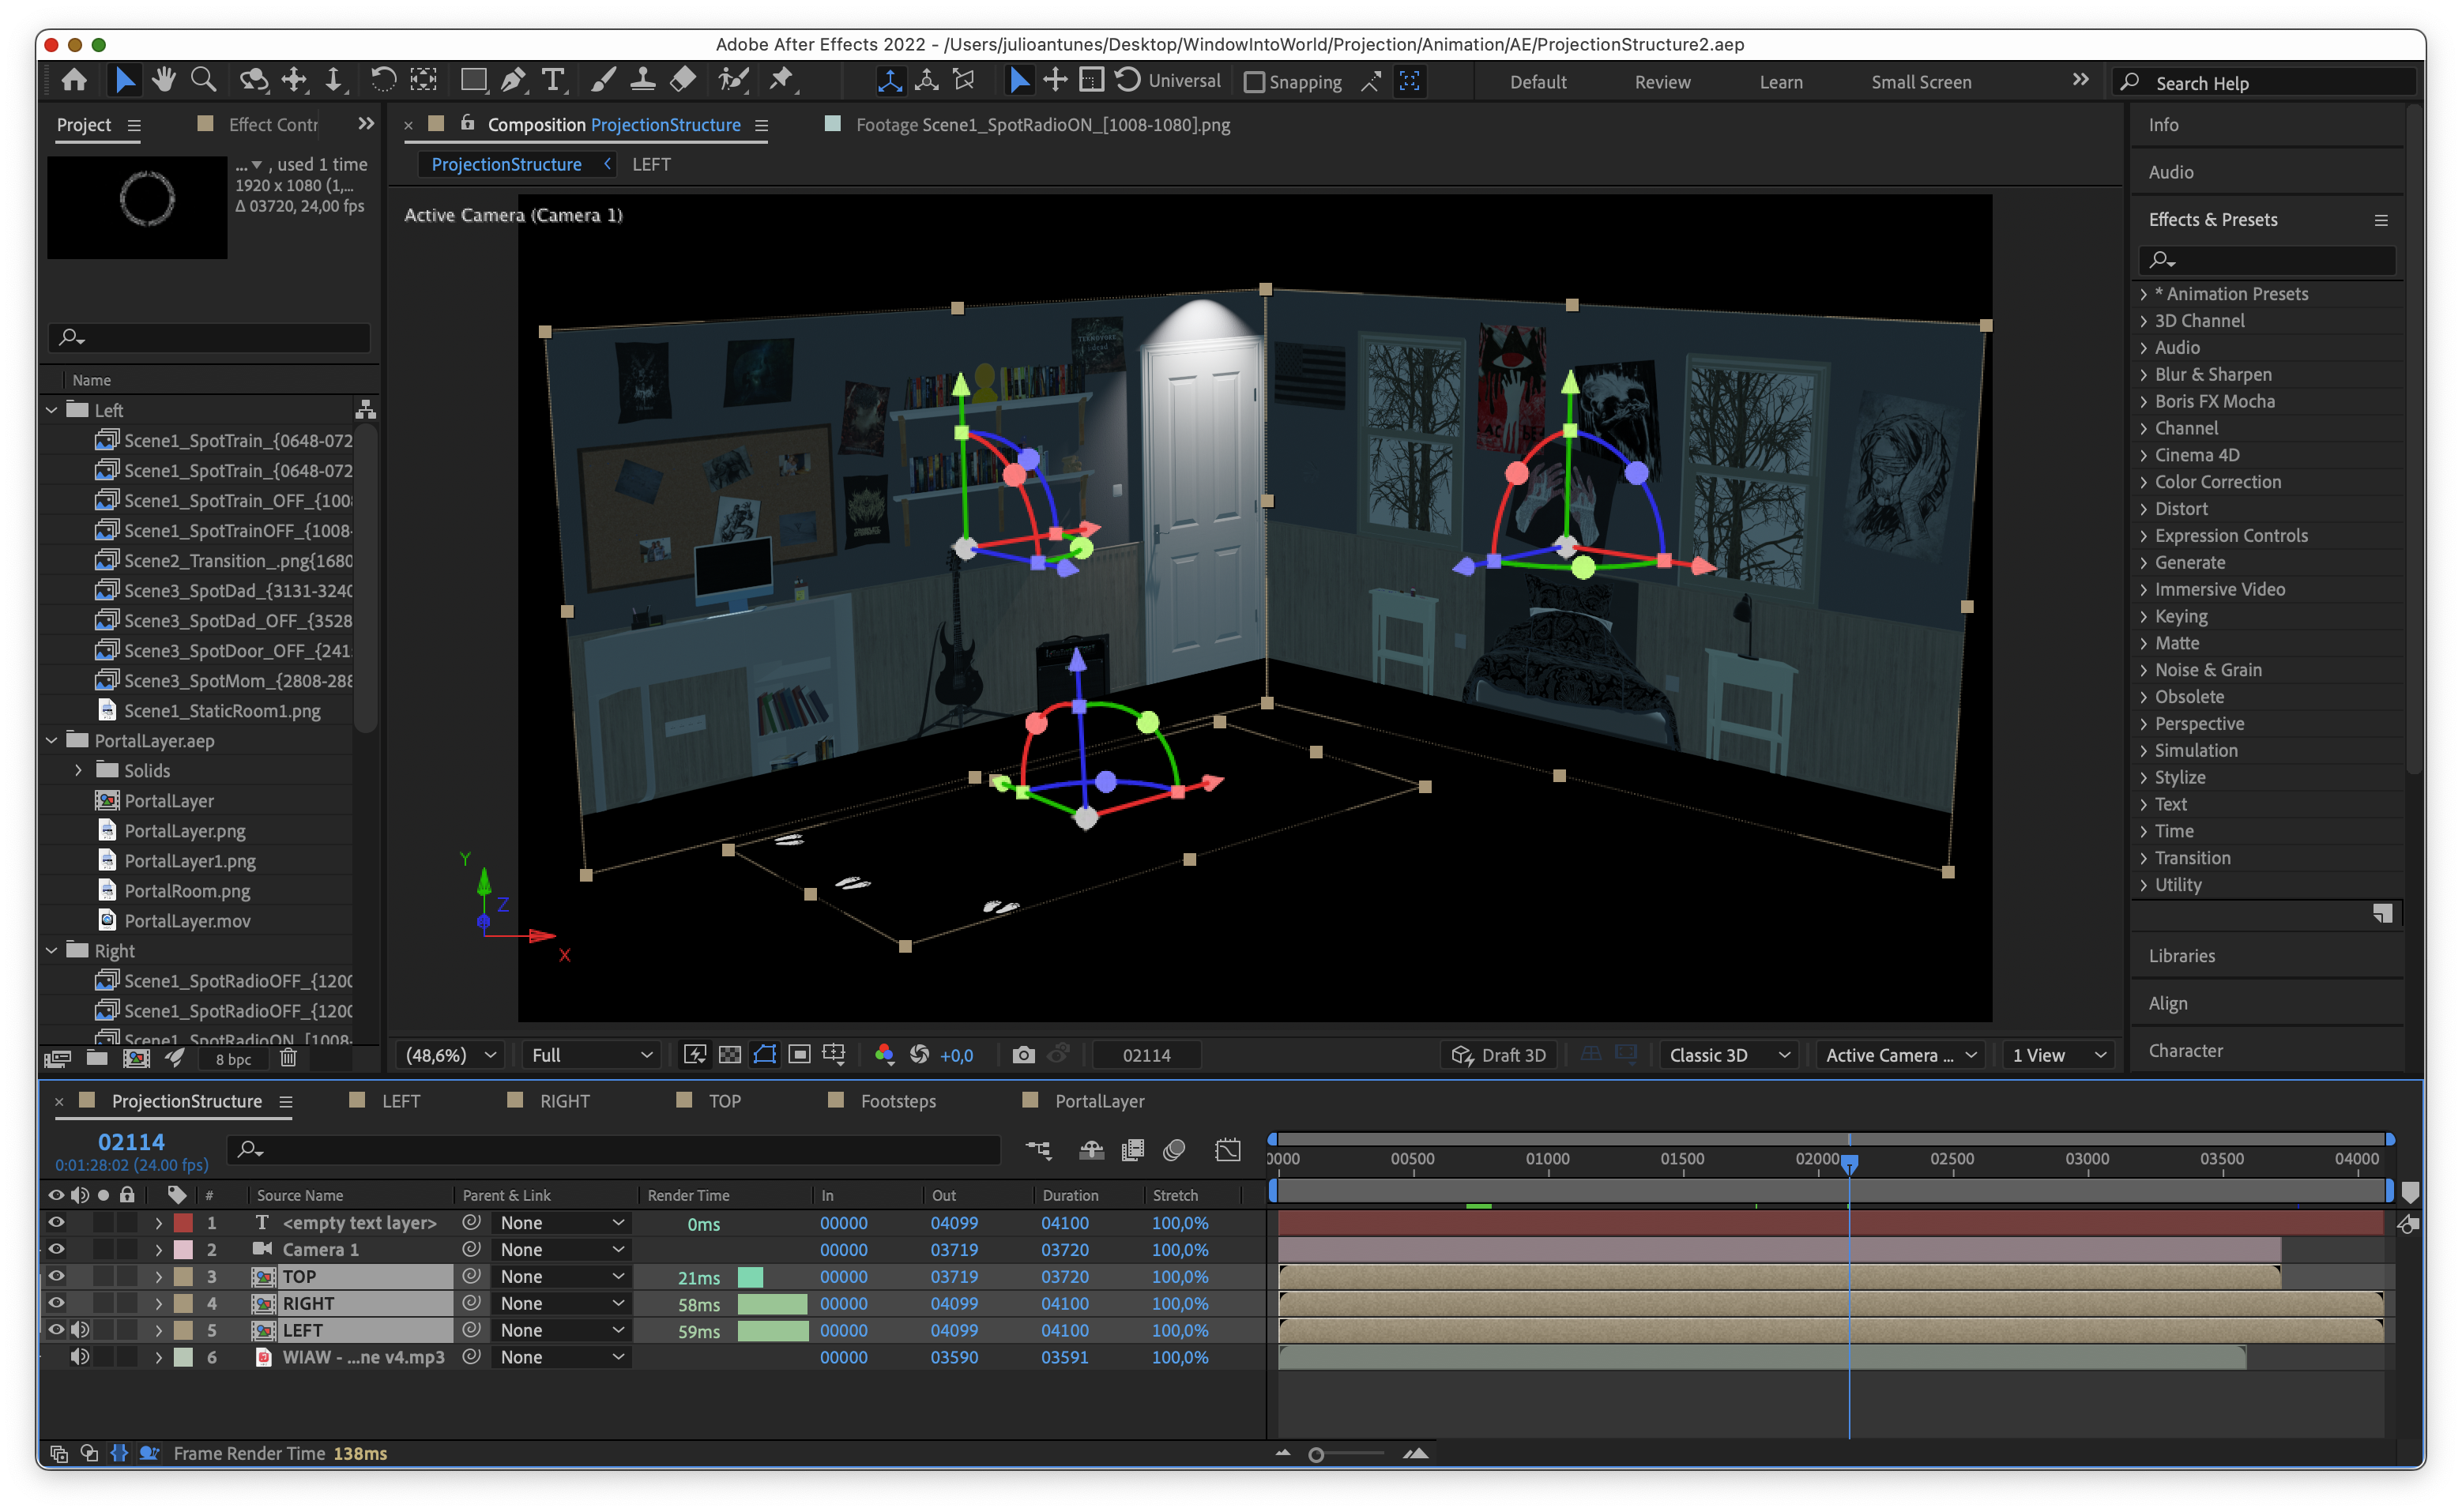 Adobe After Effects 2022 - /Users/julioantunes/Desktop/WindowIntoWorld/Projection/Animation/AE/ProjectionStructure2.aep
Universal Snapping Default Review Learn Small Screen Search Help
Project Effect Contr
... , used 1 time
1920 x 1080 (1,...
Δ 03720, 24,00 fps
Name
Left
Scene1_SpotTrain_{0648-072
Scene1_SpotTrain_{0648-072
Scene1_SpotTrain_OFF_{100
Scene1_SpotTrainOFF_{1008-
Scene2_Transition_.png{1680
Scene3_SpotDad_{3131-3240
Scene3_SpotDad_OFF_{3528
Scene3_SpotDoor_OFF_{241
Scene3_SpotMom_{2808-288
Scene1_StaticRoom1.png
PortalLayer.aep
Solids
PortalLayer
PortalLayer.png
PortalLayer1.png
PortalRoom.png
PortalLayer.mov
Right
Scene1_SpotRadioOFF_{1200
Scene1_SpotRadioOFF_{1200
Scene1_SpotRadioON_[1008-
8 bpc
Composition ProjectionStructure
Footage Scene1_SpotRadioON_[1008-1080].png
ProjectionStructure LEFT
Active Camera (Camera 1)
Y
Z
X
(48,6%) Full +0,0 02114 Draft 3D Classic 3D Active Camera ... 1 View
Info
Audio
Effects & Presets
* Animation Presets
3D Channel
Audio
Blur & Sharpen
Boris FX Mocha
Channel
Cinema 4D
Color Correction
Distort
Expression Controls
Generate
Immersive Video
Keying
Matte
Noise & Grain
Obsolete
Perspective
Simulation
Stylize
Text
Time
Transition
Utility
Libraries
Align
Character
ProjectionStructure LEFT RIGHT TOP Footsteps PortalLayer
02114
0:01:28:02 (24.00 fps)
0000 00500 01000 01500 02000 02500 03000 03500 04000
# Source Name Parent & Link Render Time In Out Duration Stretch
1 T <empty text layer> None 0ms 00000 04099 04100 100,0%
2 Camera 1 None 00000 03719 03720 100,0%
3 TOP None 21ms 00000 03719 03720 100,0%
4 RIGHT None 58ms 00000 04099 04100 100,0%
5 LEFT None 59ms 00000 04099 04100 100,0%
6 WIAW - ...ne v4.mp3 None 00000 03590 03591 100,0%
Frame Render Time 138ms